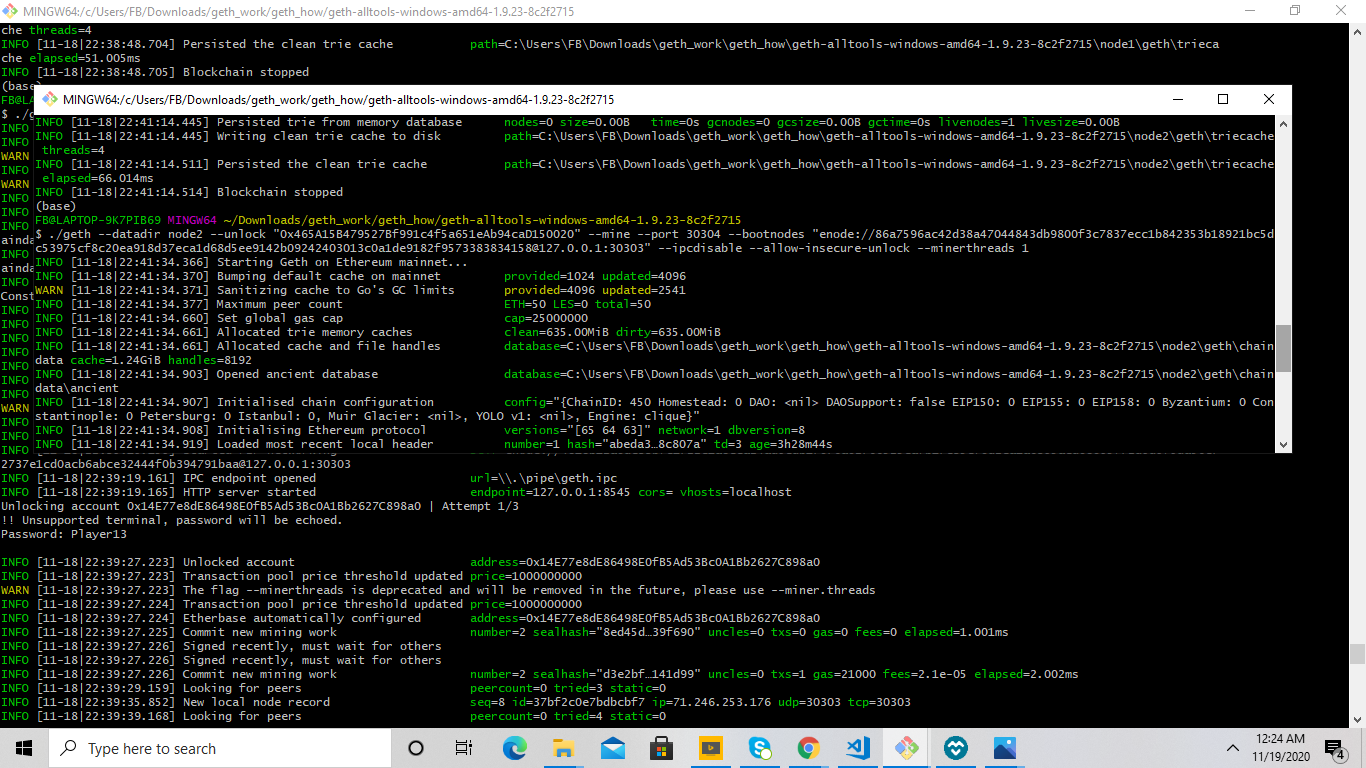 MINGW64:/c/Users/FB/Downloads/geth_work/geth_how/geth-alltools-windows-amd64-1.9.23-8c2f2715
che threads=4
INFO [11-18|22:38:48.704] Persisted the clean trie cache path=C:\Users\FB\Downloads\geth_work\geth_how\geth-alltools-windows-amd64-1.9.23-8c2f2715\node1\geth\trieca
che elapsed=51.005ms
INFO [11-18|22:38:48.705] Blockchain stopped
(base)
FB@LA
$ ./g
INFO
INFO
WARN
INFO
WARN
INFO
INFO
INFO
INFO
ainda
INFO
ainda
INFO
Const
INFO
INFO
INFO
INFO
INFO
INFO
INFO
WARN
INFO
INFO
INFO
MINGW64:/c/Users/FB/Downloads/geth_work/geth_how/geth-alltools-windows-amd64-1.9.23-8c2f2715
INFO [11-18|22:41:14.445] Persisted trie from memory database nodes=0 size=0.00B time=0s gcnodes=0 gcsize=0.00B gctime=0s livenodes=1 livesize=0.00B
INFO [11-18|22:41:14.445] Writing clean trie cache to disk path=C:\Users\FB\Downloads\geth_work\geth_how\geth-alltools-windows-amd64-1.9.23-8c2f2715\node2\geth\triecache
threads=4
INFO [11-18|22:41:14.511] Persisted the clean trie cache path=C:\Users\FB\Downloads\geth_work\geth_how\geth-alltools-windows-amd64-1.9.23-8c2f2715\node2\geth\triecache
elapsed=66.014ms
INFO [11-18|22:41:14.514] Blockchain stopped
(base)
FB@LAPTOP-9K7PIB69 MINGW64 ~/Downloads/geth_work/geth_how/geth-alltools-windows-amd64-1.9.23-8c2f2715
$ ./geth --datadir node2 --unlock "0x465A15B479527Bf991c4f5a651eAb94caD150020" --mine --port 30304 --bootnodes "enode://86a7596ac42d38a47044843db9800f3c7837ecc1b842353b18921bc5d
c53975cf8c20ea918d37eca1d68d5ee9142b09242403013c0a1de9182f9573383834158@127.0.0.1:30303" --ipcdisable --allow-insecure-unlock --minerthreads 1
INFO [11-18|22:41:34.366] Starting Geth on Ethereum mainnet...
INFO [11-18|22:41:34.370] Bumping default cache on mainnet provided=1024 updated=4096
WARN [11-18|22:41:34.371] Sanitizing cache to Go's GC limits provided=4096 updated=2541
INFO [11-18|22:41:34.377] Maximum peer count ETH=50 LES=0 total=50
INFO [11-18|22:41:34.660] Set global gas cap cap=25000000
INFO [11-18|22:41:34.661] Allocated trie memory caches clean=635.00MiB dirty=635.00MiB
INFO [11-18|22:41:34.661] Allocated cache and file handles database=C:\Users\FB\Downloads\geth_work\geth_how\geth-alltools-windows-amd64-1.9.23-8c2f2715\node2\geth\chain
data cache=1.24GiB handles=8192
INFO [11-18|22:41:34.903] Opened ancient database database=C:\Users\FB\Downloads\geth_work\geth_how\geth-alltools-windows-amd64-1.9.23-8c2f2715\node2\geth\chain
data\ancient
INFO [11-18|22:41:34.907] Initialised chain configuration config="{ChainID: 450 Homestead: 0 DAO: <nil> DAOSupport: false EIP150: 0 EIP155: 0 EIP158: 0 Byzantium: 0 Con
stantinople: 0 Petersburg: 0 Istanbul: 0, Muir Glacier: <nil>, YOLO v1: <nil>, Engine: clique}"
INFO [11-18|22:41:34.908] Initialising Ethereum protocol versions="[65 64 63]" network=1 dbversion=8
INFO [11-18|22:41:34.919] Loaded most recent local header number=1 hash="abeda3…8c807a" td=3 age=3h28m44s
2737e1cd0acb6abce32444f0b394791baa@127.0.0.1:30303
INFO [11-18|22:39:19.161] IPC endpoint opened url=\\.\pipe\geth.ipc
INFO [11-18|22:39:19.165] HTTP server started endpoint=127.0.0.1:8545 cors= vhosts=localhost
Unlocking account 0x14E77e8dE86498E0fB5Ad53Bc0A1Bb2627C898a0 | Attempt 1/3
!! Unsupported terminal, password will be echoed.
Password: Player13
INFO [11-18|22:39:27.223] Unlocked account address=0x14E77e8dE86498E0fB5Ad53Bc0A1Bb2627C898a0
INFO [11-18|22:39:27.223] Transaction pool price threshold updated price=1000000000
WARN [11-18|22:39:27.223] The flag --minerthreads is deprecated and will be removed in the future, please use --miner.threads
INFO [11-18|22:39:27.224] Transaction pool price threshold updated price=1000000000
INFO [11-18|22:39:27.224] Etherbase automatically configured address=0x14E77e8dE86498E0fB5Ad53Bc0A1Bb2627C898a0
INFO [11-18|22:39:27.225] Commit new mining work number=2 sealhash="8ed45d…39f690" uncles=0 txs=0 gas=0 fees=0 elapsed=1.001ms
INFO [11-18|22:39:27.226] Signed recently, must wait for others
INFO [11-18|22:39:27.226] Signed recently, must wait for others
INFO [11-18|22:39:27.226] Commit new mining work number=2 sealhash="d3e2bf…141d99" uncles=0 txs=1 gas=21000 fees=2.1e-05 elapsed=2.002ms
INFO [11-18|22:39:29.159] Looking for peers peercount=0 tried=3 static=0
INFO [11-18|22:39:35.852] New local node record seq=8 id=37bf2c0e7bdbcbf7 ip=71.246.253.176 udp=30303 tcp=30303
INFO [11-18|22:39:39.168] Looking for peers peercount=0 tried=4 static=0
Type here to search
12:24 AM
11/19/2020
4